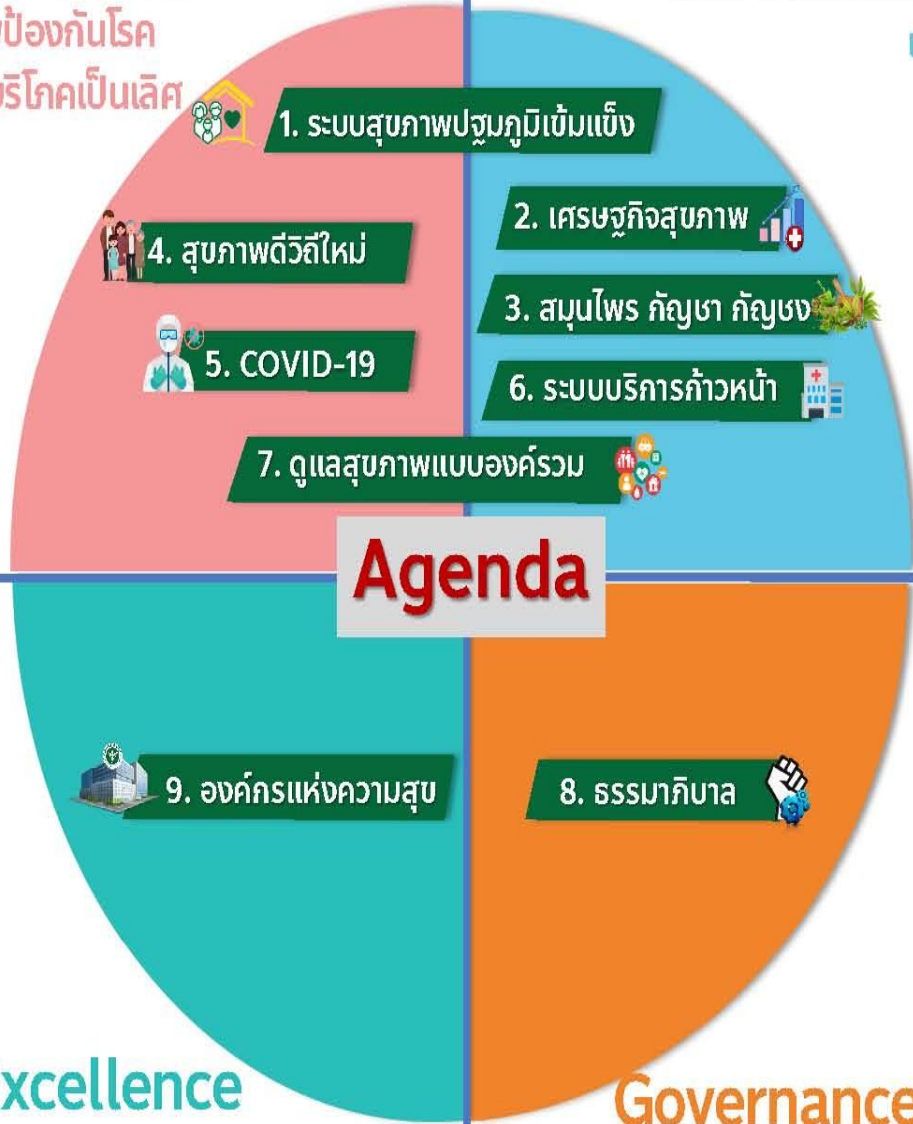 ป้องกันโรค
บริโภคเป็นเลิศ
1. ระบบสุขภาพปฐมภูมิเข้มแข็ง
2. เศรษฐกิจสุขภาพ
4. สุขภาพดีวิถีใหม่
3. สมุนไพร กัญชา กัญชง
5. COVID-19
6. ระบบบริการก้าวหน้า
7. ดูแลสุขภาพแบบองค์รวม
Agenda
9. องค์กรแห่งความสุข
8. ธรรมาภิบาล
xcellence
Governance